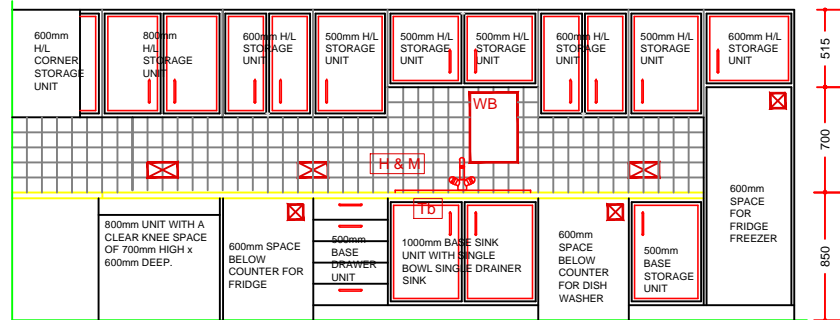 600mm
H/L
CORNER
STORAGE
UNIT
800mm
H/L
STORAGE
UNIT
600mm H/L
STORAGE
UNIT
500mm H/L
STORAGE
UNIT
500mm H/L
STORAGE
UNIT
500mm H/L
STORAGE
UNIT
600mm H/L
STORAGE
UNIT
500mm H/L
STORAGE
UNIT
600mm H/L
STORAGE
UNIT
515
WB
H & M
700
Tb
800mm UNIT WITH A
CLEAR KNEE SPACE
OF 700mm HIGH x
600mm DEEP.
600mm SPACE
BELOW
COUNTER FOR
FRIDGE
500mm
BASE
DRAWER
UNIT
1000mm BASE SINK
UNIT WITH SINGLE
BOWL SINGLE DRAINER
SINK
600mm
SPACE
BELOW
COUNTER
FOR DISH
WASHER
500mm
BASE
STORAGE
UNIT
600mm
SPACE
FOR
FRIDGE
FREEZER
850